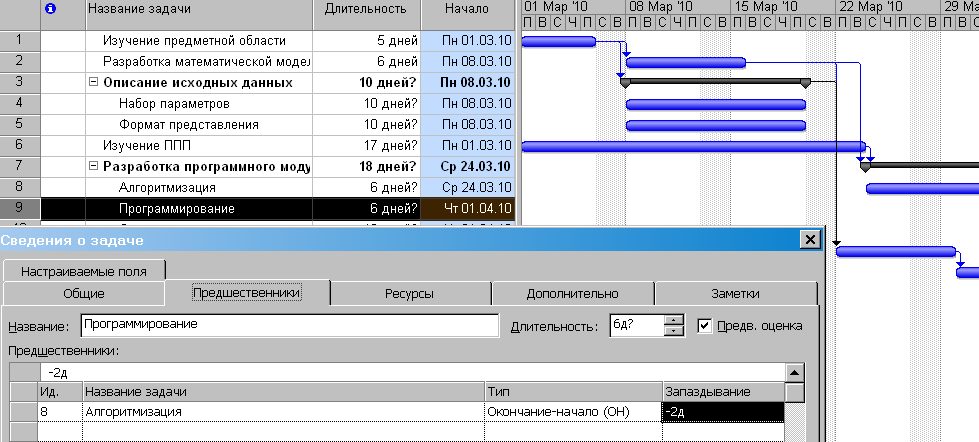 Название задачи Длительность Начало 01 Мар '10 08 Мар '10 15 Мар '10 22 Мар '10 29 М
П В С Ч П С В П В С Ч П С В П В С Ч П С В П В С Ч П С В П В
1 Изучение предметной области 5 дней Пн 01.03.10
2 Разработка математической модел 6 дней Пн 08.03.10
3 Описание исходных данных 10 дней? Пн 08.03.10
4 Набор параметров 10 дней? Пн 08.03.10
5 Формат представления 10 дней? Пн 08.03.10
6 Изучение ППП 17 дней? Пн 01.03.10
7 Разработка программного моду 18 дней? Ср 24.03.10
8 Алгоритмизация 6 дней? Ср 24.03.10
9 Программирование 6 дней? Чт 01.04.10
Сведения о задаче
Настраиваемые поля
Общие Предшественники Ресурсы Дополнительно Заметки
Название: Программирование Длительность: 6д? Предв. оценка
Предшественники:
-2д
Ид. Название задачи Тип Запаздывание
8 Алгоритмизация Окончание-начало (ОН) -2д